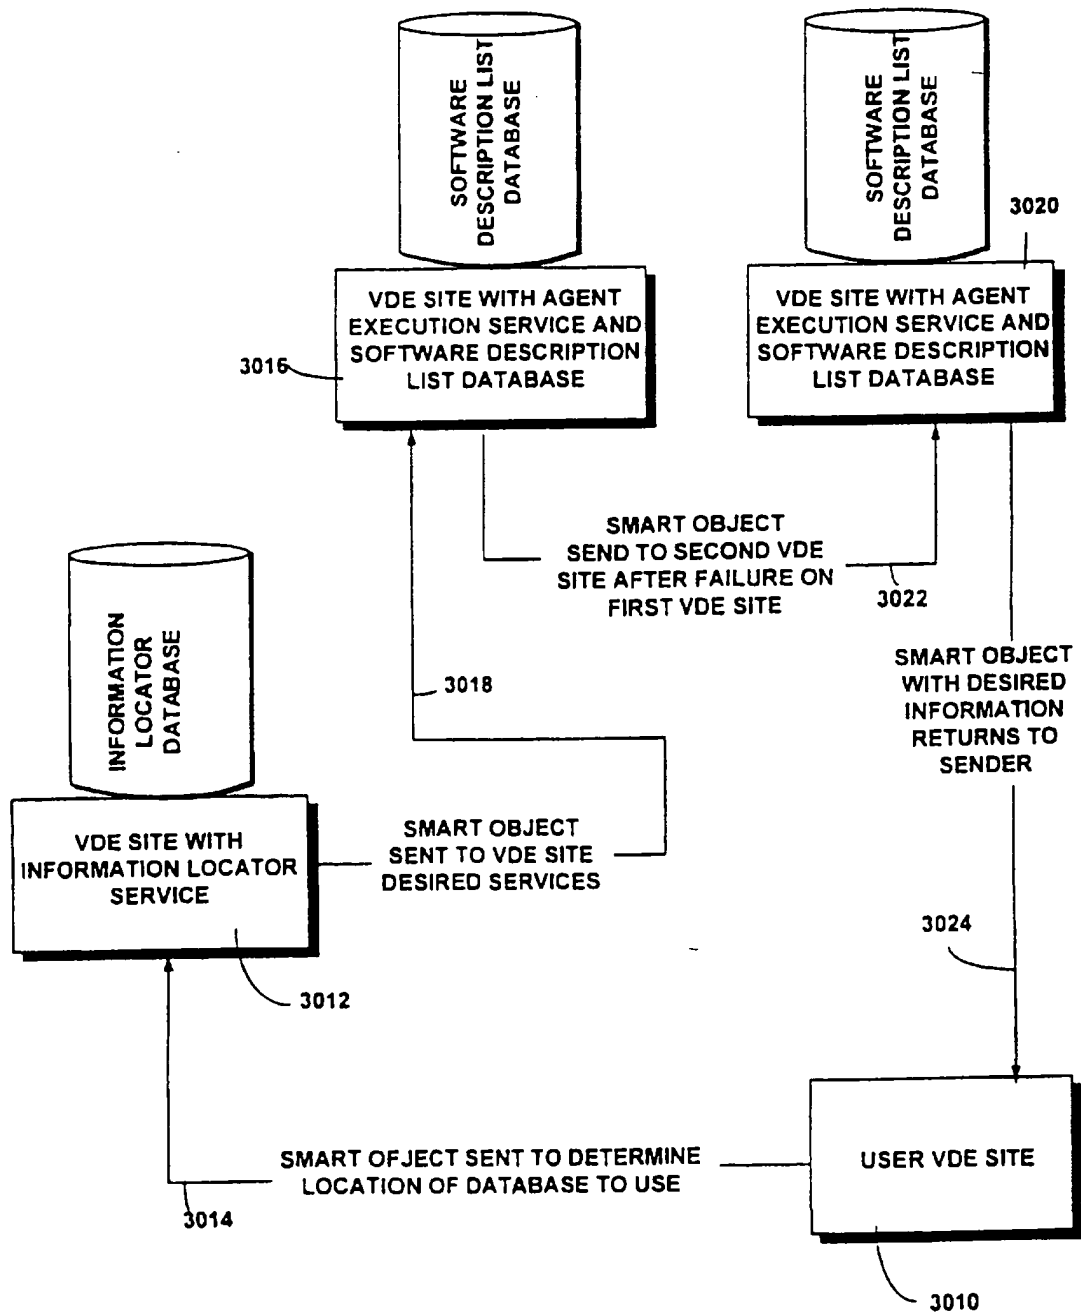 SOFTWARE
DESCRIPTION LIST
DATABASE
SOFTWARE
DESCRIPTION LIST
DATABASE
3020
VDE SITE WITH AGENT
EXECUTION SERVICE AND
SOFTWARE DESCRIPTION
LIST DATABASE
3016
VDE SITE WITH AGENT
EXECUTION SERVICE AND
SOFTWARE DESCRIPTION
LIST DATABASE
SMART OBJECT
SEND TO SECOND VDE
SITE AFTER FAILURE ON
FIRST VDE SITE
3022
INFORMATION
LOCATOR
DATABASE
3018
SMART OBJECT
WITH DESIRED
INFORMATION
RETURNS TO
SENDER
VDE SITE WITH
INFORMATION LOCATOR
SERVICE
SMART OBJECT
SENT TO VDE SITE
DESIRED SERVICES
3024
3012
SMART OFJECT SENT TO DETERMINE
LOCATION OF DATABASE TO USE
3014
USER VDE SITE
3010